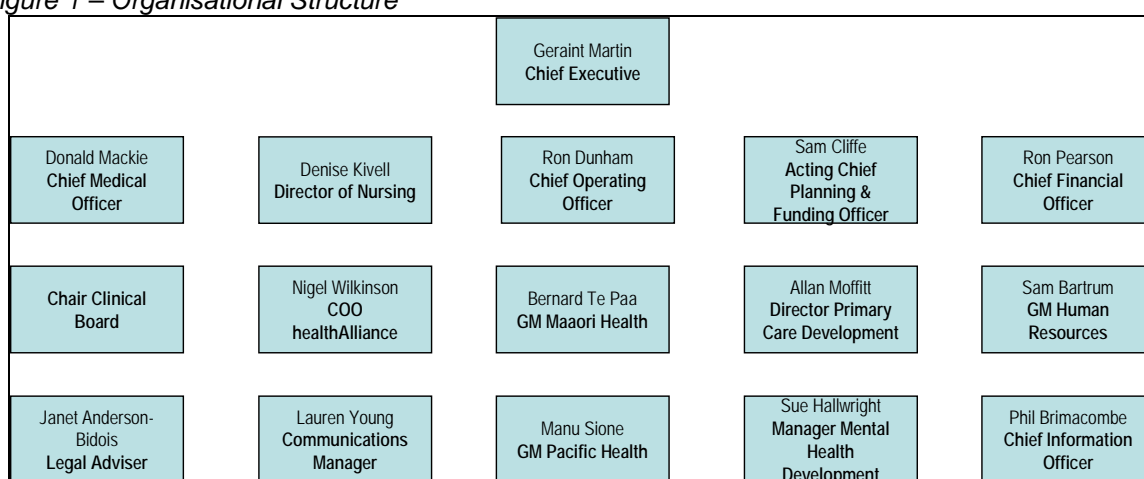 Figure 1 – Organisational Structure
Geraint Martin
Chief Executive
Donald Mackie
Chief Medical
Officer
Denise Kivell
Director of Nursing
Ron Dunham
Chief Operating
Officer
Sam Cliffe
Acting Chief
Planning &
Funding Officer
Ron Pearson
Chief Financial
Officer
Chair Clinical
Board
Nigel Wilkinson
COO
healthAlliance
Bernard Te Paa
GM Maaori Health
Allan Moffitt
Director Primary
Care Development
Sam Bartrum
GM Human
Resources
Janet Anderson-
Bidois
Legal Adviser
Lauren Young
Communications
Manager
Manu Sione
GM Pacific Health
Sue Hallwright
Manager Mental
Health
Development
Phil Brimacombe
Chief Information
Officer